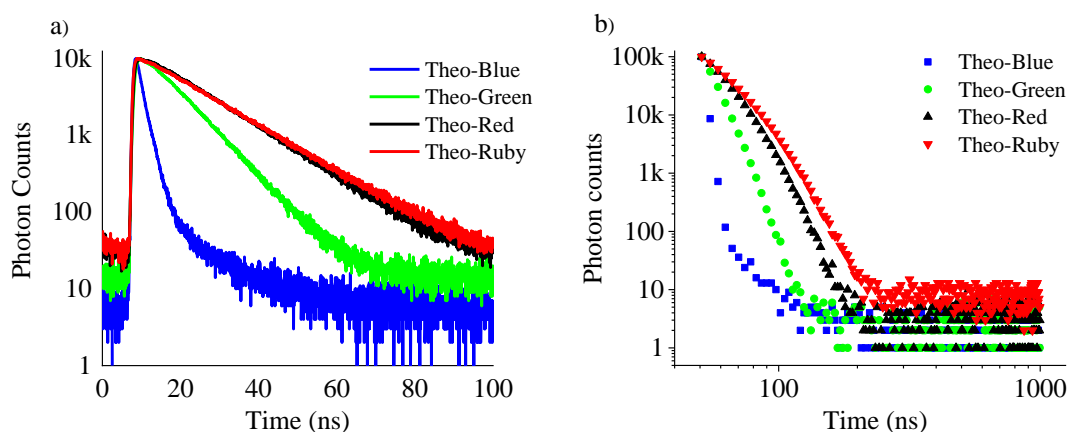 a)
10k
1k
100
10
1
Photon Counts
0 20 40 60 80 100
Time (ns)
Theo-Blue
Theo-Green
Theo-Red
Theo-Ruby
b)
100k
10k
1k
100
10
1
Photon counts
100 1000
Time (ns)
Theo-Blue
Theo-Green
Theo-Red
Theo-Ruby